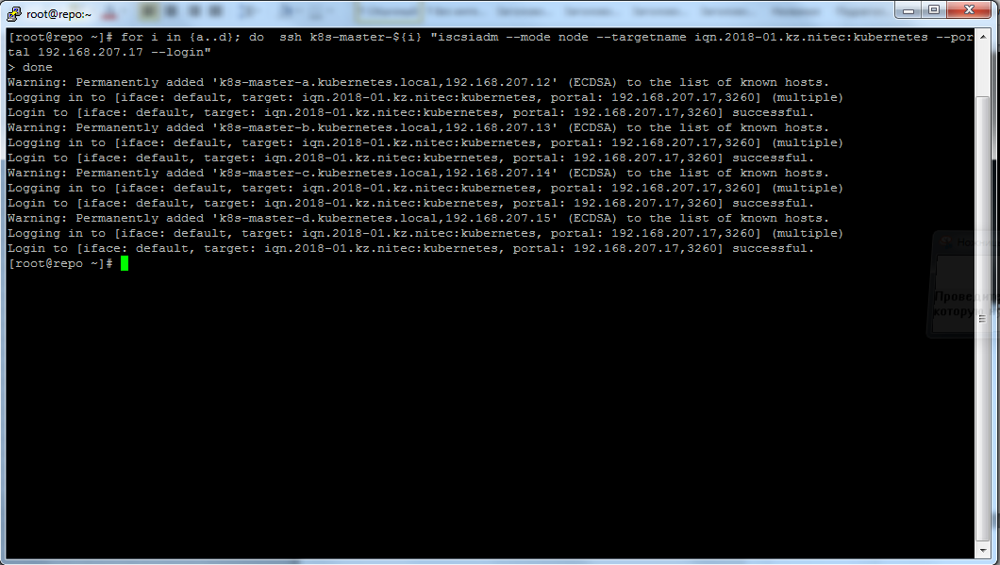 root@repo:~
[root@repo ~]# for i in {a..d}; do  ssh k8s-master-${i} "iscsiadm --mode node --targetname iqn.2018-01.kz.nitec:kubernetes --por
tal 192.168.207.17 --login"
> done
Warning: Permanently added 'k8s-master-a.kubernetes.local,192.168.207.12' (ECDSA) to the list of known hosts.
Logging in to [iface: default, target: iqn.2018-01.kz.nitec:kubernetes, portal: 192.168.207.17,3260] (multiple)
Login to [iface: default, target: iqn.2018-01.kz.nitec:kubernetes, portal: 192.168.207.17,3260] successful.
Warning: Permanently added 'k8s-master-b.kubernetes.local,192.168.207.13' (ECDSA) to the list of known hosts.
Logging in to [iface: default, target: iqn.2018-01.kz.nitec:kubernetes, portal: 192.168.207.17,3260] (multiple)
Login to [iface: default, target: iqn.2018-01.kz.nitec:kubernetes, portal: 192.168.207.17,3260] successful.
Warning: Permanently added 'k8s-master-c.kubernetes.local,192.168.207.14' (ECDSA) to the list of known hosts.
Logging in to [iface: default, target: iqn.2018-01.kz.nitec:kubernetes, portal: 192.168.207.17,3260] (multiple)
Login to [iface: default, target: iqn.2018-01.kz.nitec:kubernetes, portal: 192.168.207.17,3260] successful.
Warning: Permanently added 'k8s-master-d.kubernetes.local,192.168.207.15' (ECDSA) to the list of known hosts.
Logging in to [iface: default, target: iqn.2018-01.kz.nitec:kubernetes, portal: 192.168.207.17,3260] (multiple)
Login to [iface: default, target: iqn.2018-01.kz.nitec:kubernetes, portal: 192.168.207.17,3260] successful.
[root@repo ~]#